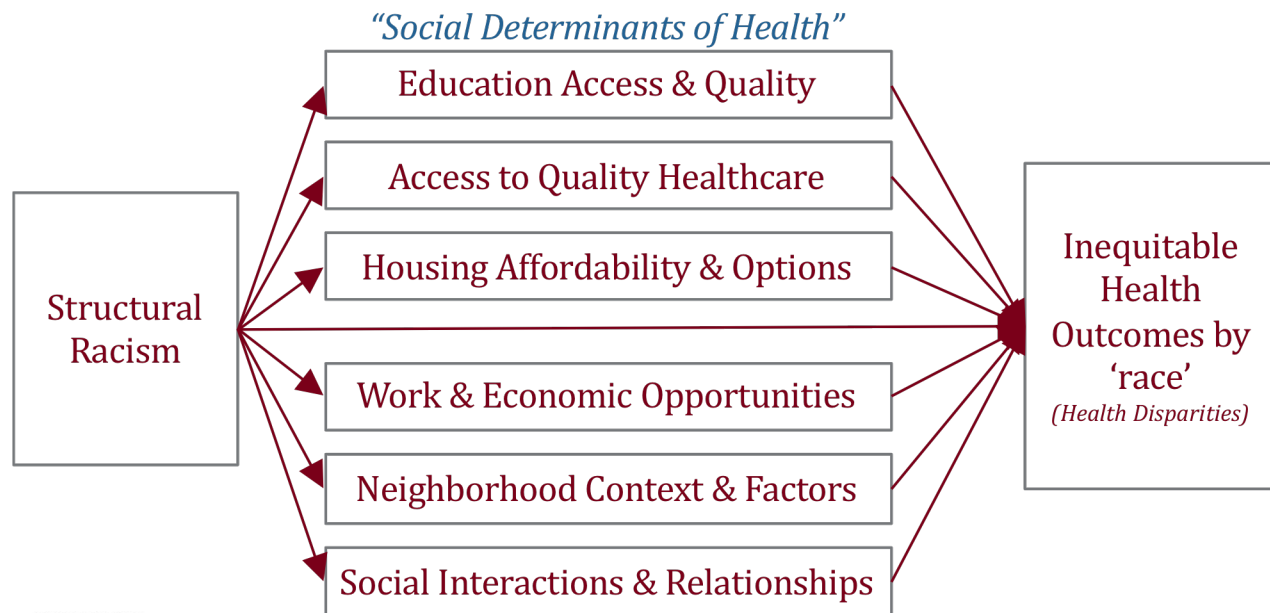 “Social Determinants of Health”
Education Access & Quality
Access to Quality Healthcare
Housing Affordability & Options
Structural
Racism
Work & Economic Opportunities
Neighborhood Context & Factors
Social Interactions & Relationships
Inequitable
Health
Outcomes by
‘race’
(Health Disparities)